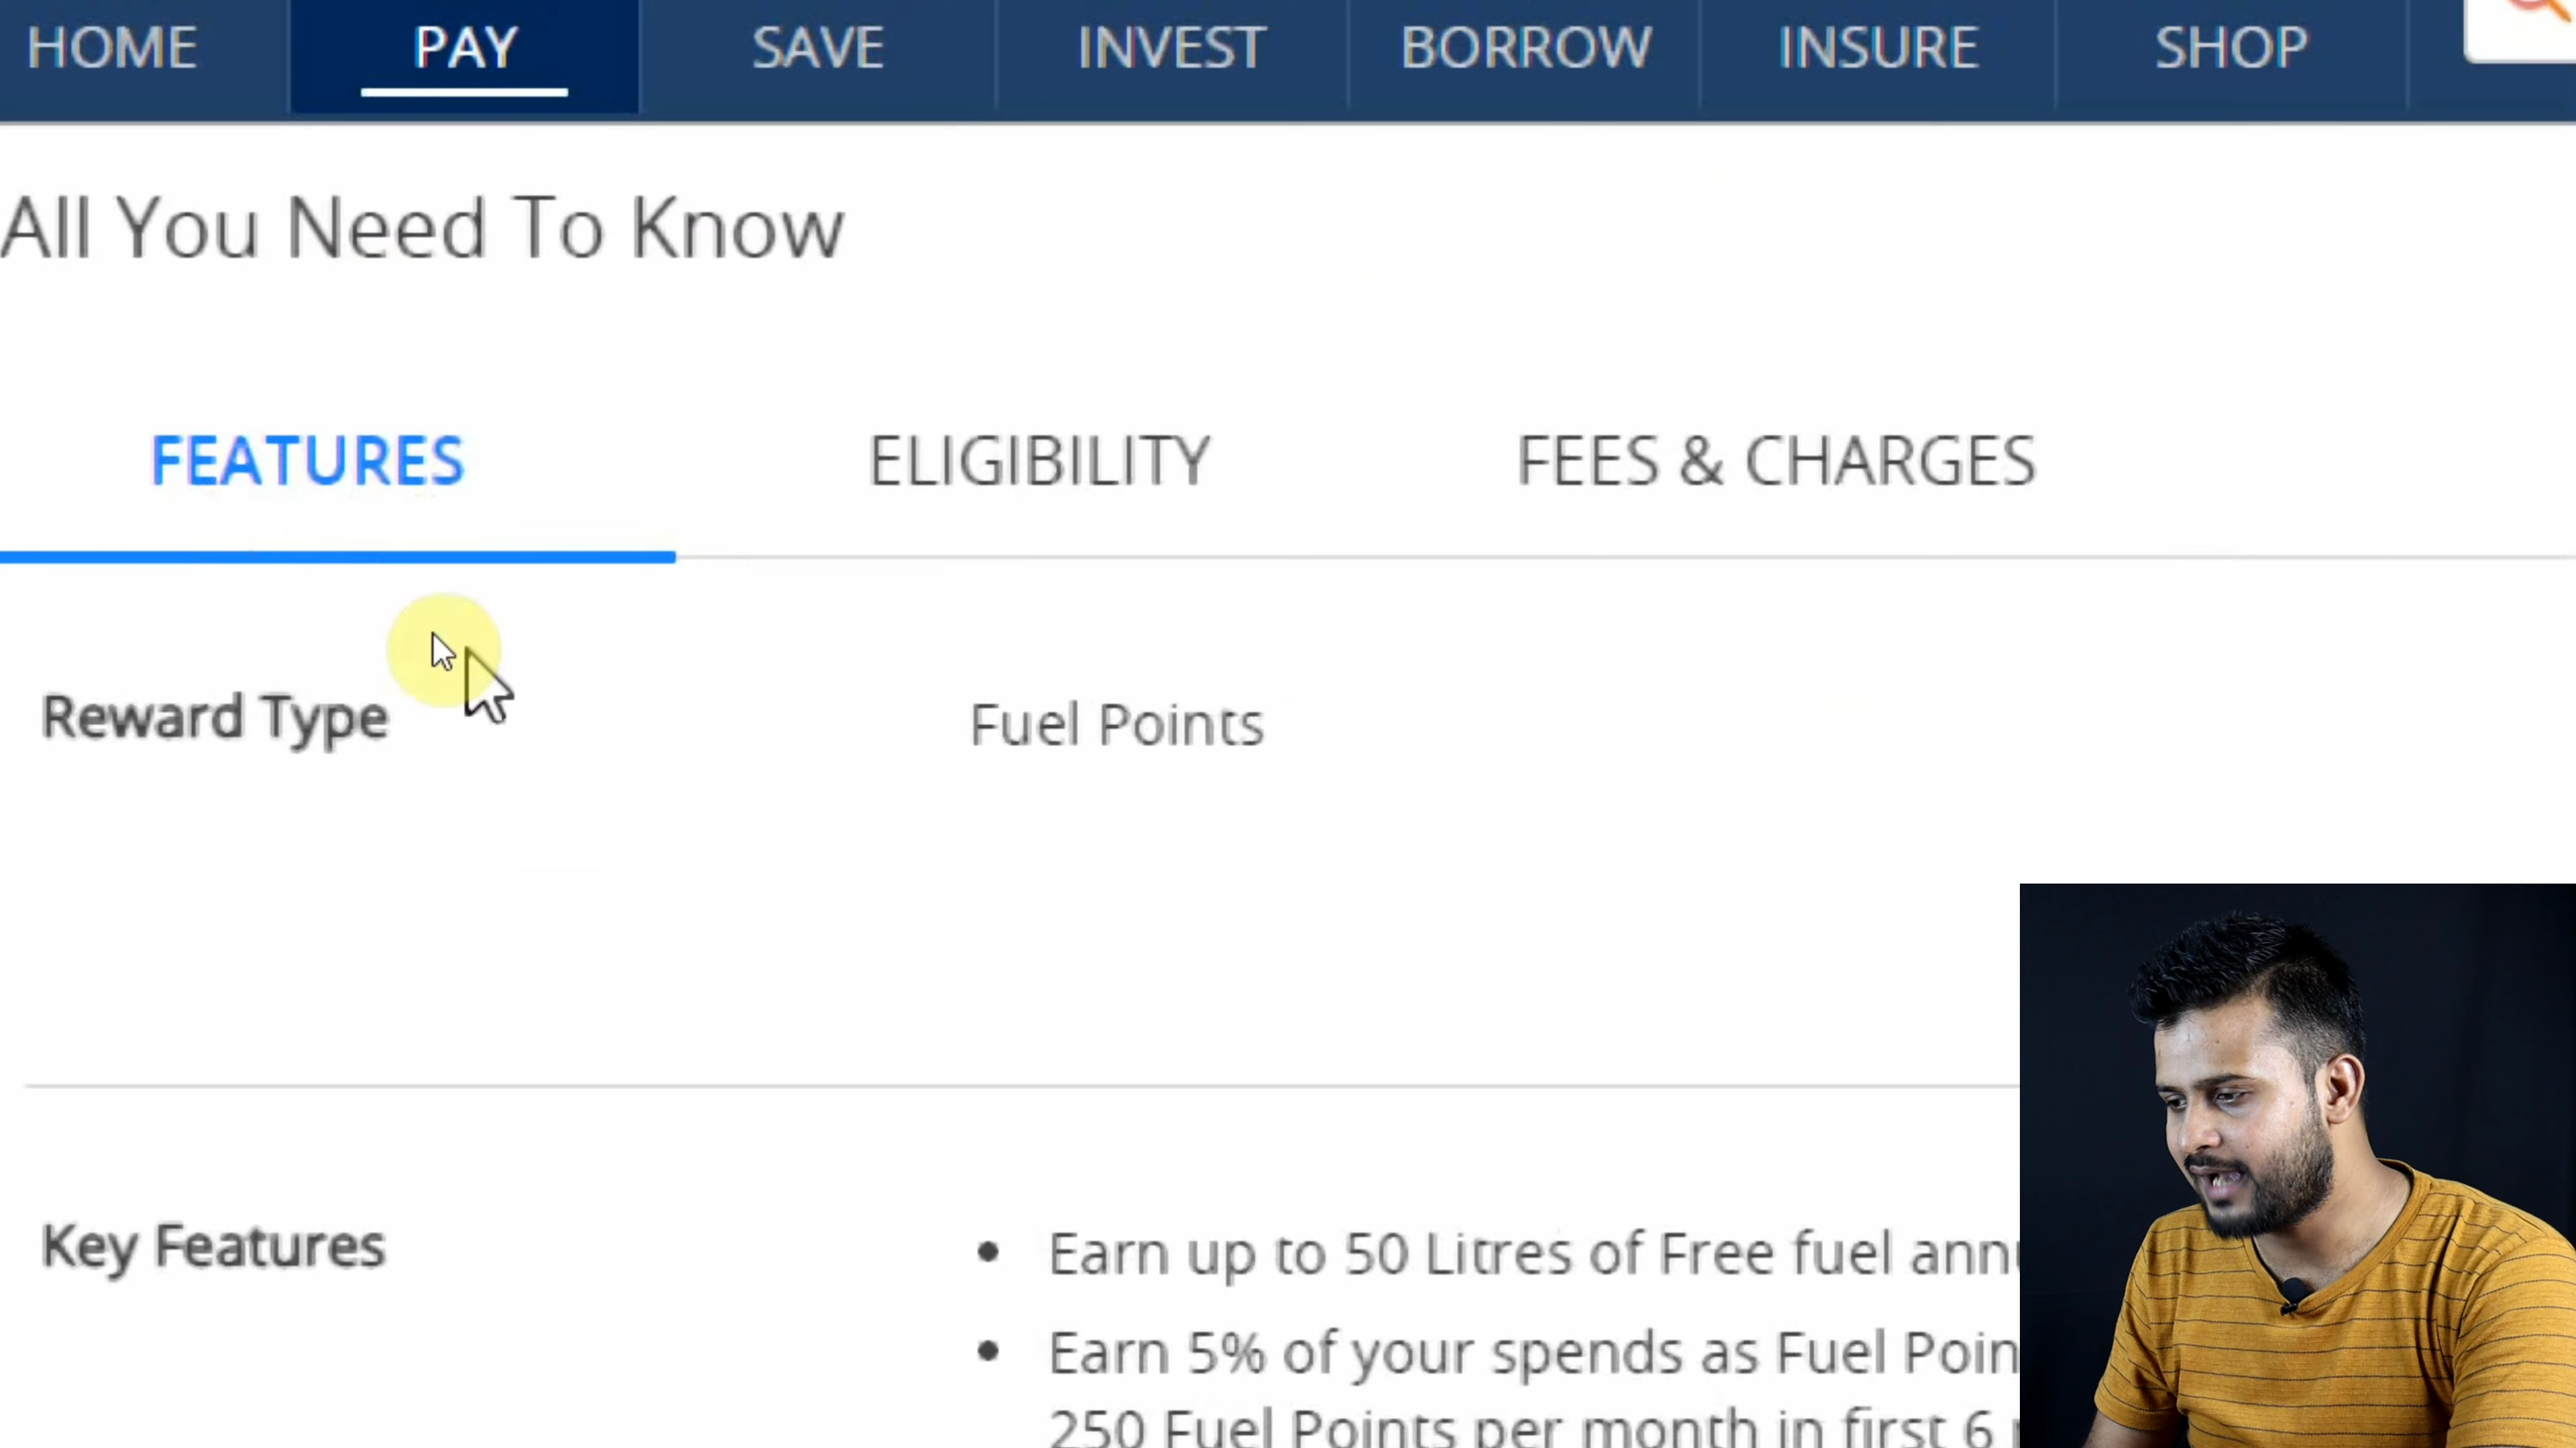 HOME PAY SAVE INVEST BORROW INSURE SHOP
All You Need To Know
FEATURES ELIGIBILITY FEES & CHARGES
Reward Type Fuel Points
Key Features
• Earn up to 50 Litres of Free fuel
• Earn 5% of your spends as Fuel
250 Fuel Points per month in first 6